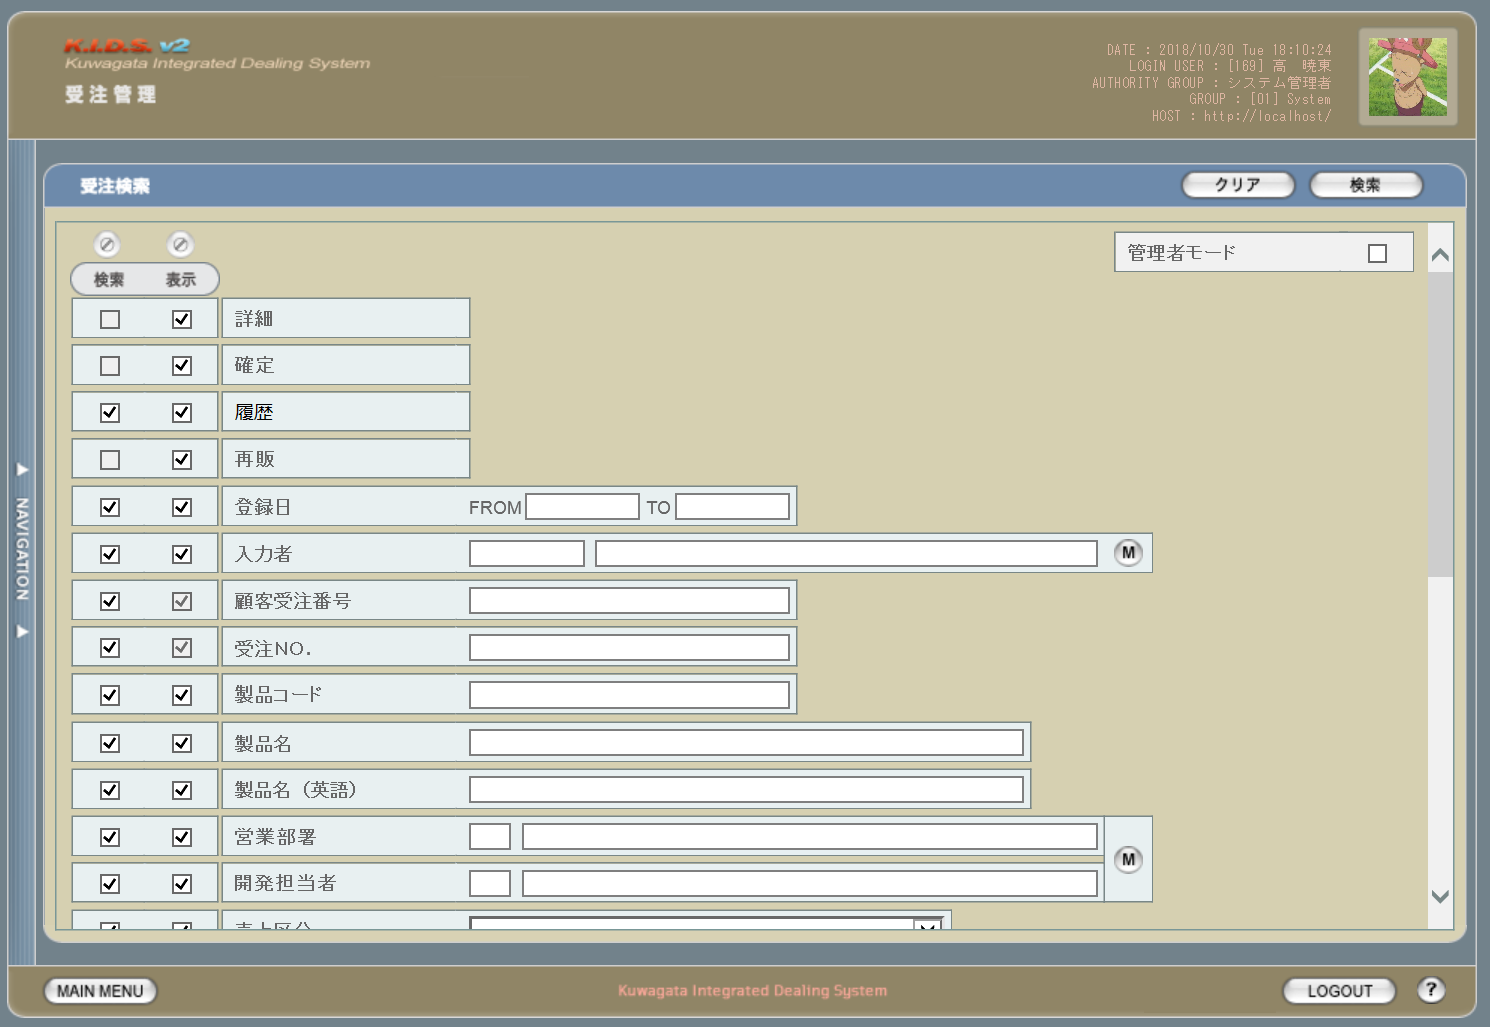 K.I.D.S. v2
Kuwagata Integrated Dealing System
受注管理
DATE : 2018/10/30 Tue 18:10:24
LOGIN USER : [169] 高　暁東
AUTHORITY GROUP : システム管理者
GROUP : [01] System
HOST : http://localhost/
受注検索
クリア
検索
管理者モード
検索 表示
詳細
確定
履歴
再販
登録日 FROM TO
入力者 M
顧客受注番号
受注NO.
製品コード
製品名
製品名（英語）
営業部署
M
開発担当者
売上区分
NAVIGATION
MAIN MENU
Kuwagata Integrated Dealing System
LOGOUT
?